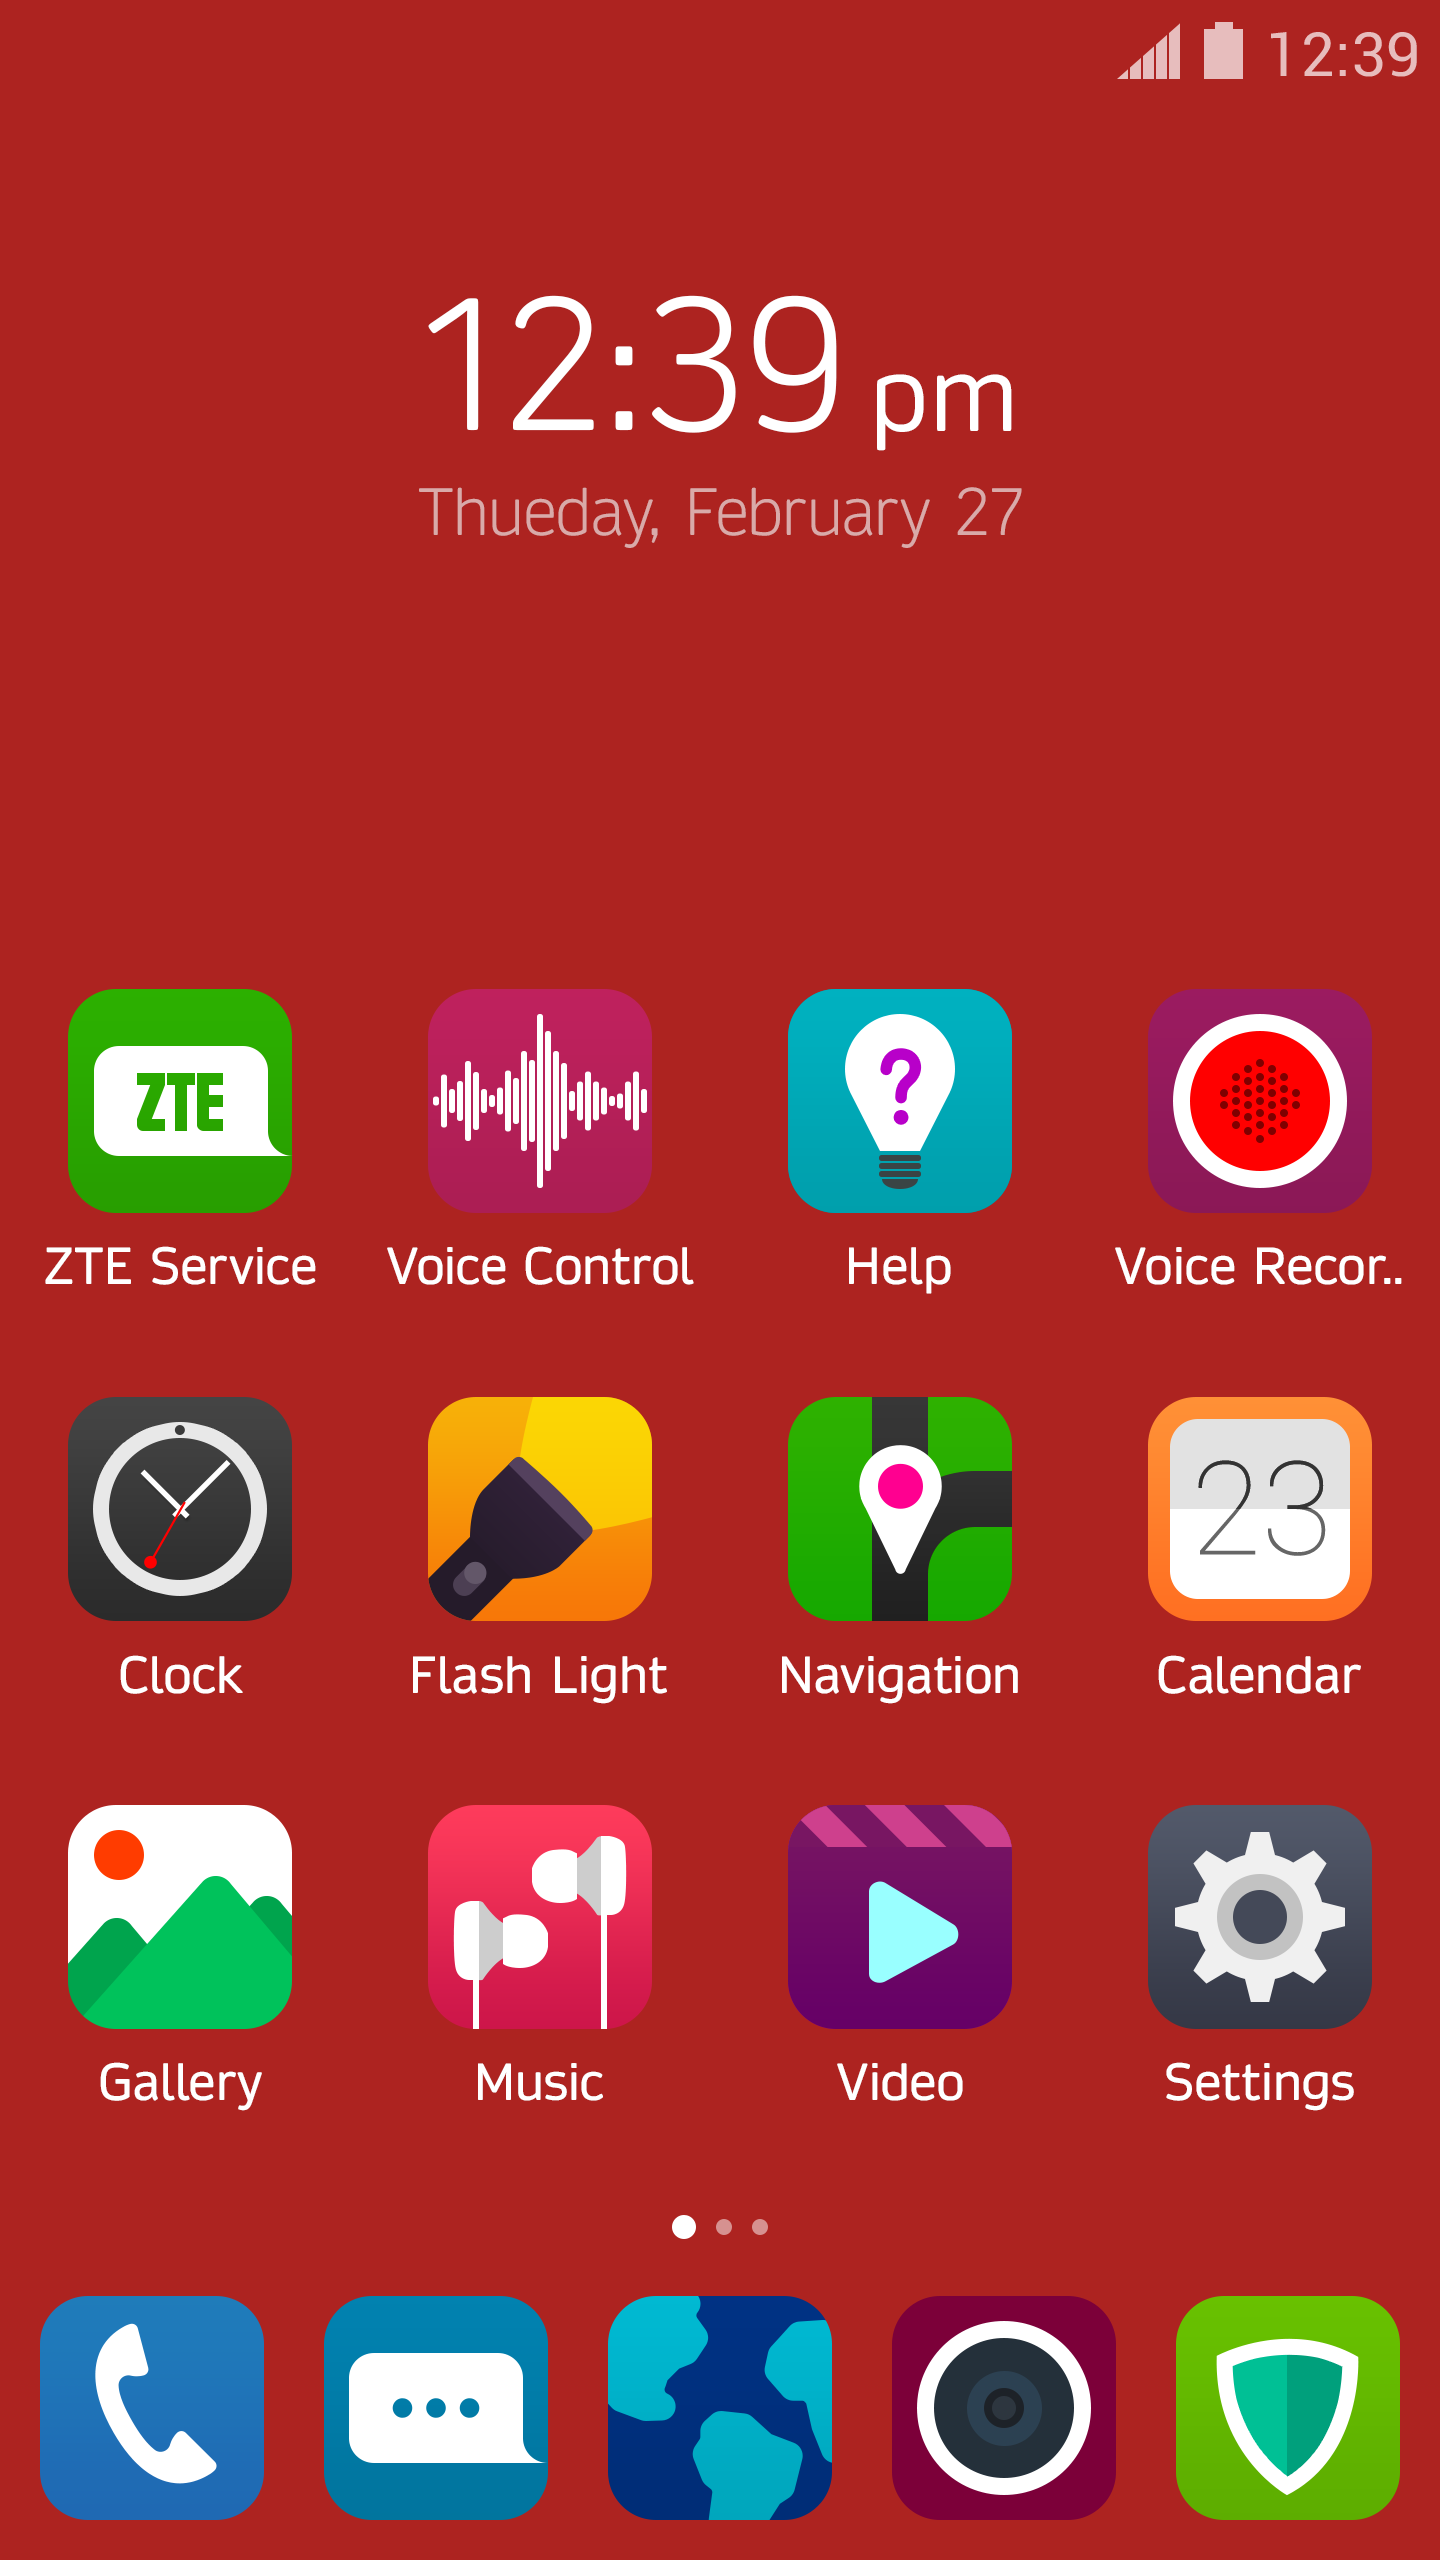 12:39
12:39 pm
Thueday, February 27
ZTE
ZTE Service
Voice Control
?
Help
Voice Recor..
Clock
Flash Light
Navigation
23
Calendar
Gallery
Music
Video
Settings